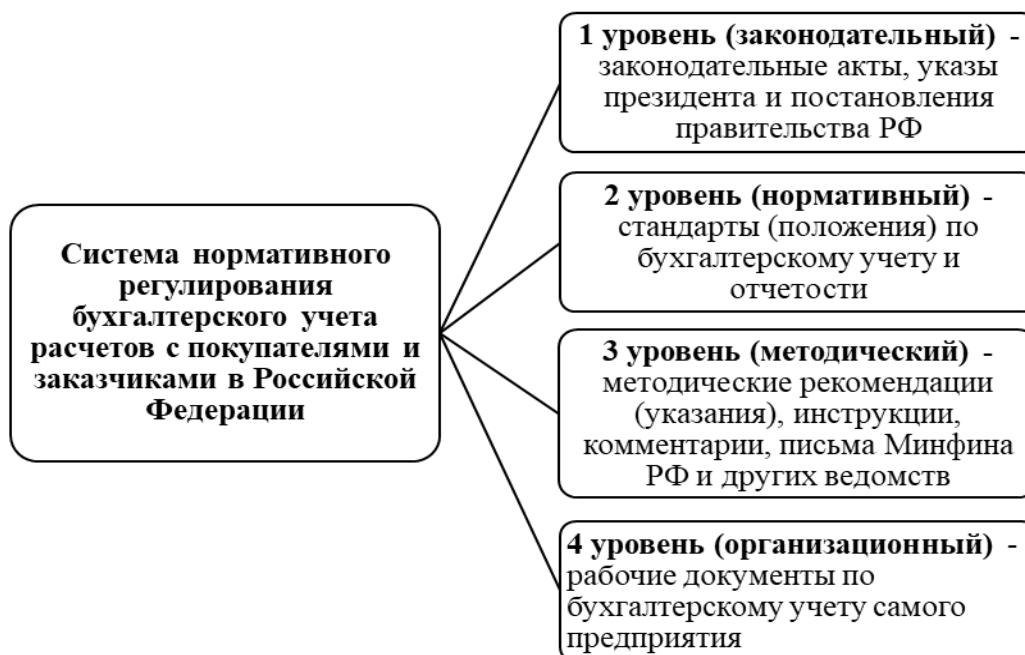 Система нормативного
регулирования
бухгалтерского учета
расчетов с покупателями и
заказчиками в Российской
Федерации
1 уровень (законодательный) -
законодательные акты, указы
президента и постановления
правительства РФ
2 уровень (нормативный) -
стандарты (положения) по
бухгалтерскому учету и
отчетости
3 уровень (методический) -
методические рекомендации
(указания), инструкции,
комментарии, письма Минфина
РФ и других ведомств
4 уровень (организационный) -
рабочие документы по
бухгалтерскому учету самого
предприятия